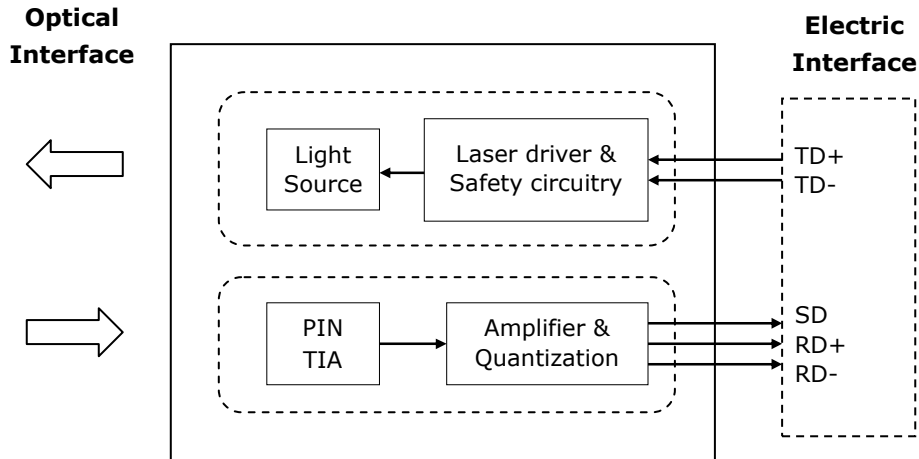 Optical
Interface
Electric
Interface
Light
Source
Laser driver &
Safety circuitry
TD+
TD-
PIN
TIA
Amplifier &
Quantization
SD
RD+
RD-